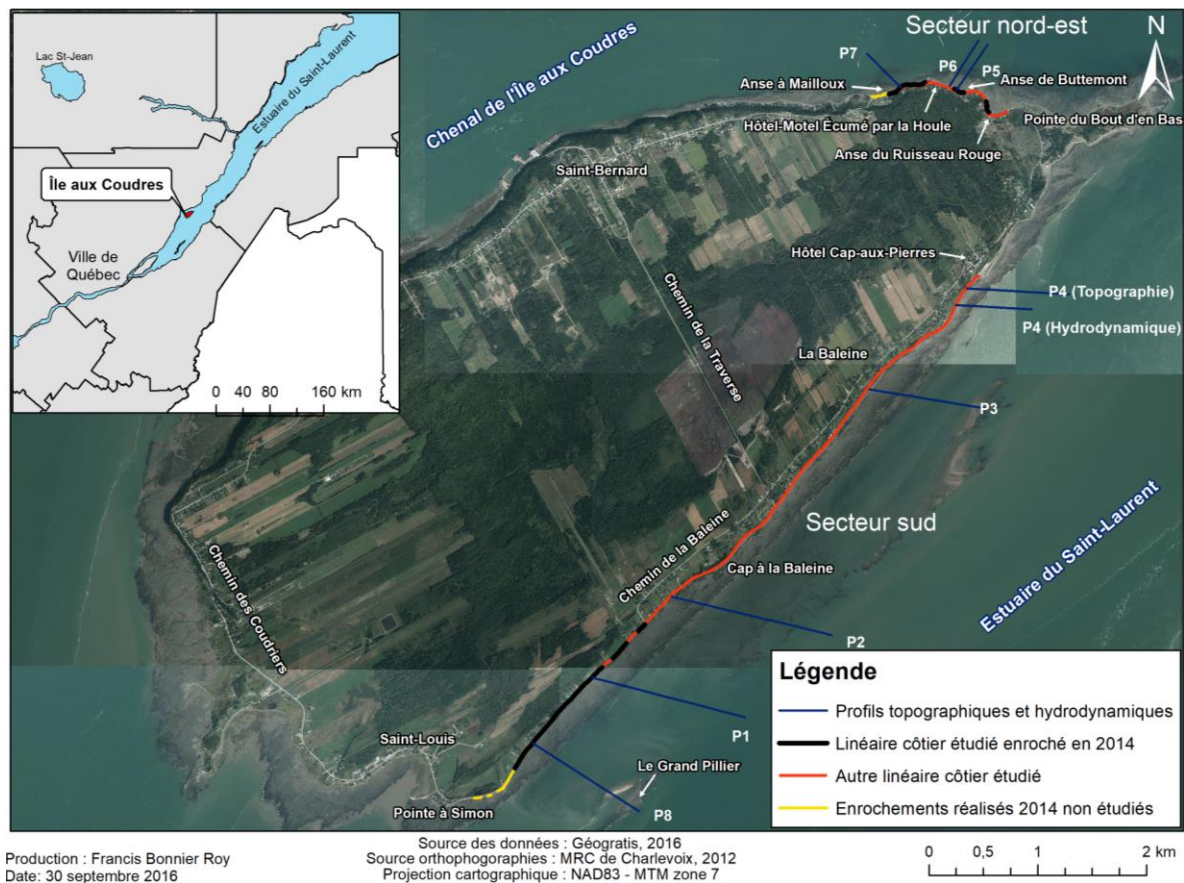 Lac St-Jean
Estuaire du Saint-Laurent
Île aux Coudres
Ville de
Québec
0 40 80 160 km
Chenal de l'Île aux Coudres
Secteur nord-est
N
P7
P6
P5
Anse à Mailloux
Anse de Buttemont
Hôtel-Motel Écumé par la Houle
Pointe du Bout d'en Bas
Anse du Ruisseau Rouge
Saint-Bernard
Hôtel Cap-aux-Pierres
P4 (Topographie)
P4 (Hydrodynamique)
Chemin de la Traverse
La Baleine
P3
Secteur sud
Estuaire du Saint-Laurent
Chemin de la Baleine
Cap à la Baleine
P2
Chemin des Coudriers
P1
Saint-Louis
Le Grand Pillier
Pointe à Simon
P8
Légende
Profils topographiques et hydrodynamiques
Linéaire côtier étudié enroché en 2014
Autre linéaire côtier étudié
Enrochements réalisés 2014 non étudiés
Production : Francis Bonnier Roy
Date: 30 septembre 2016
Source des données : Géogratis, 2016
Source orthophogoraphies : MRC de Charlevoix, 2012
Projection cartographique : NAD83 - MTM zone 7
0 0,5 1 2 km